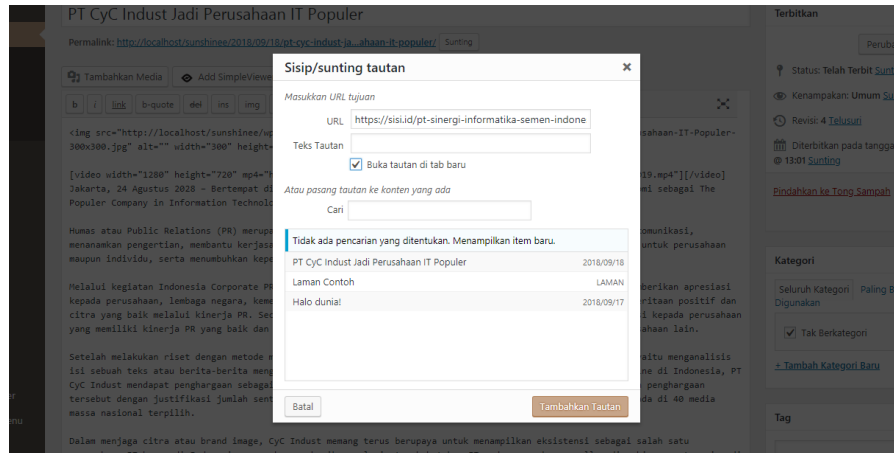 PT CyC Indust Jadi Perusahaan IT Populer
Terbitkan
Permalink: http://localhost/sunshinee/2018/09/18/pt-cyc-indust-ja...ahaan-it-populer/ Sunting
Tambahkan Media Add SimpleViewe
b i link b-quote del ins img
<img src="http://localhost/sunshinee/wp
sahaan-IT-Populer-
300x300.jpg" alt="" width="300" height=
[video width="1280" height="720" mp4="h
19.mp4"][/video]
Jakarta, 24 Agustus 2028 – Bertempat di
mi sebagai The
Populer Company in Information Technolo
Humas atau Public Relations (PR) merupa
omunikasi,
menanamkan pengertian, membantu kerjasa
untuk perusahaan
maupun individu, serta menumbuhkan kepe
Melalui kegiatan Indonesia Corporate PR
berikan apresiasi
kepada perusahaan, lembaga negara, keme
ritaan positif dan
citra yang baik melalui kinerja PR. Sec
i kepada perusahaan
yang memiliki kinerja PR yang baik dan
ahaan lain.
Setelah melakukan riset dengan metode m
aitu menganalisis
isi sebuah teks atau berita-berita meng
ne di Indonesia, PT
CyC Indust mendapat penghargaan sebagai
penghargaan
tersebut dengan justifikasi jumlah sent
da di 40 media
massa nasional terpilih.
Dalam menjaga citra atau brand image, CyC Indust memang terus berupaya untuk menampilkan eksistensi sebagai salah satu
Sisip/sunting tautan
Masukkan URL tujuan
URL https://sisi.id/pt-sinergi-informatika-semen-indone
Teks Tautan
Buka tautan di tab baru
Atau pasang tautan ke konten yang ada
Cari
Tidak ada pencarian yang ditentukan. Menampilkan item baru.
PT CyC Indust Jadi Perusahaan IT Populer 2018/09/18
Laman Contoh LAMAN
Halo dunia! 2018/09/17
Batal Tambahkan Tautan
Peruba
Status: Telah Terbit Sunt
Kenampakan: Umum Su
Revisi: 4 Telusuri
Diterbitkan pada tangga
@ 13:01 Sunting
Pindahkan ke Tong Sampah
Kategori
Seluruh Kategori Paling B
Digunakan
Tak Berkategori
+ Tambah Kategori Baru
Tag
er
enu